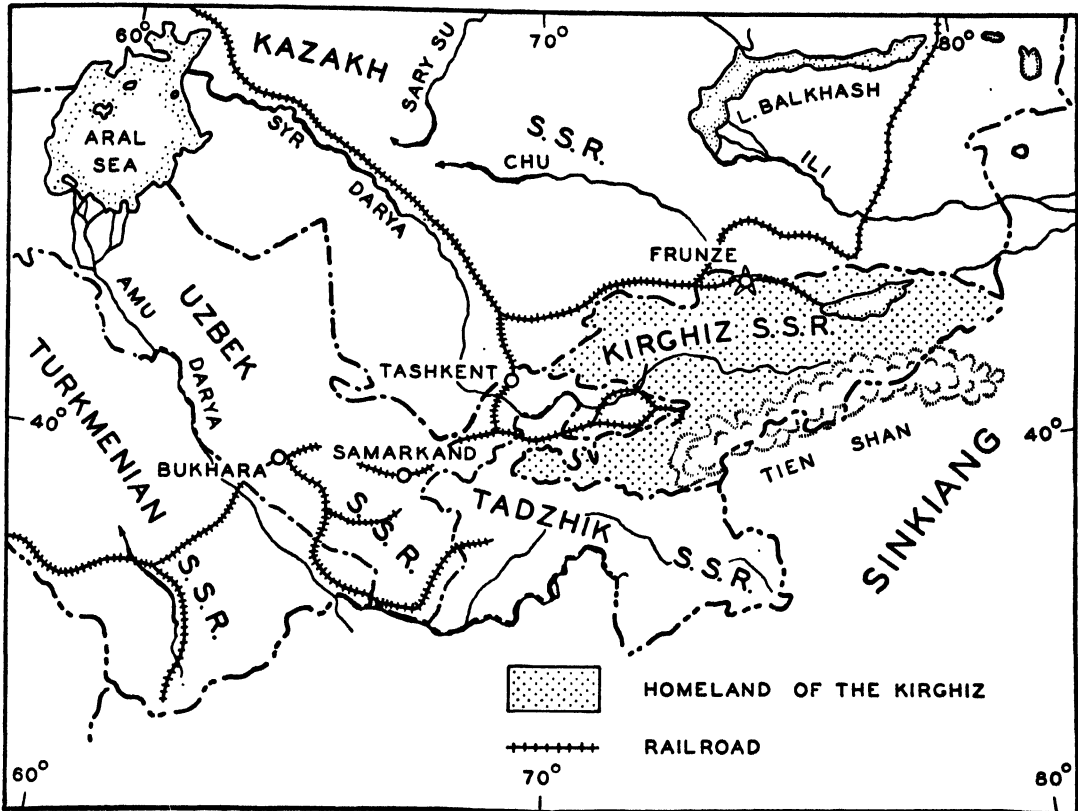 60°
70°
80°
KAZAKH
S.S.R.
SARY SU
L. BALKHASH
ARAL
SEA
SYR
DARYA
CHU
ILI
FRUNZE
AMU
DARYA
UZBEK
S.S.R.
KIRGHIZ S.S.R.
TASHKENT
TURKMENIAN
S.S.R.
40°
40°
BUKHARA
SAMARKAND
TIEN SHAN
TADZHIK
S.S.R.
SINKIANG
HOMELAND OF THE KIRGHIZ
RAILROAD
60°
70°
80°